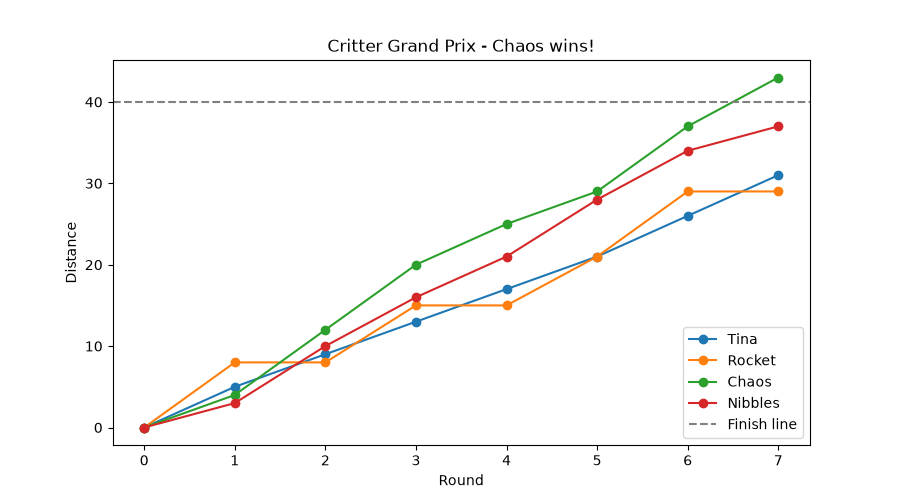 Critter Grand Prix - Chaos wins!
Distance
40
30
20
10
0
0 1 2 3 4 5 6 7
Round
Tina
Rocket
Chaos
Nibbles
Finish line